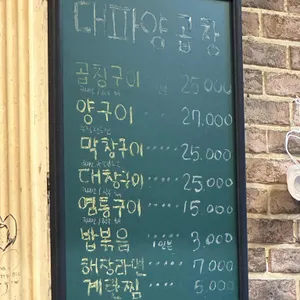 대파양곱창
곱창구이 25,000
양구이 ····· 27,000
막창구이 ····· 25,000
대창구이 ···· 25,000
염통구이 ···· 15,000
밥볶음 1인분 3,000
해장라면 ····· 7,000
계란찜 ····· 5,000